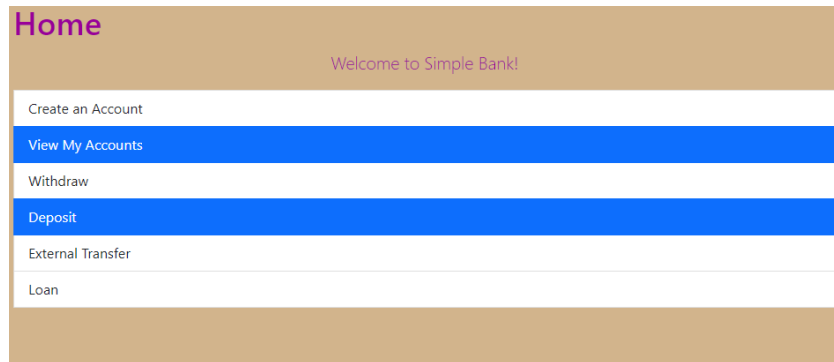 Home
Welcome to Simple Bank!
Create an Account
View My Accounts
Withdraw
Deposit
External Transfer
Loan